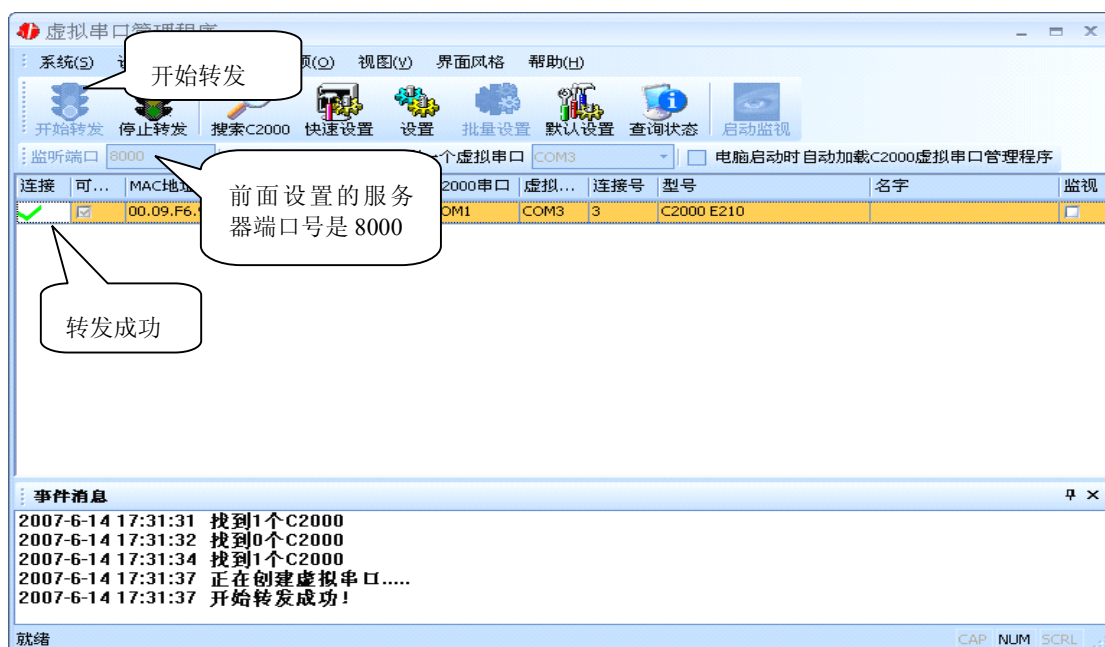 虚拟串口管理程序
系统(S) 项(O) 视图(V) 界面风格 帮助(H)
开始转发
开始转发 停止转发 搜索C2000 快速设置 设置 批量设置 默认设置 查询状态 启动监视
监听端口 8000 一个虚拟串口 COM3 电脑启动时自动加载C2000虚拟串口管理程序
连接 可... MAC地址 2000串口 虚拟... 连接号 型号 名字 监视
00.09.F6. OM1 COM3 3 C2000 E210
前面设置的服务
器端口号是 8000
转发成功
事件消息
2007-6-14 17:31:31 找到1个C2000
2007-6-14 17:31:32 找到0个C2000
2007-6-14 17:31:34 找到1个C2000
2007-6-14 17:31:37 正在创建虚拟串口.....
2007-6-14 17:31:37 开始转发成功!
就绪 CAP NUM SCRL